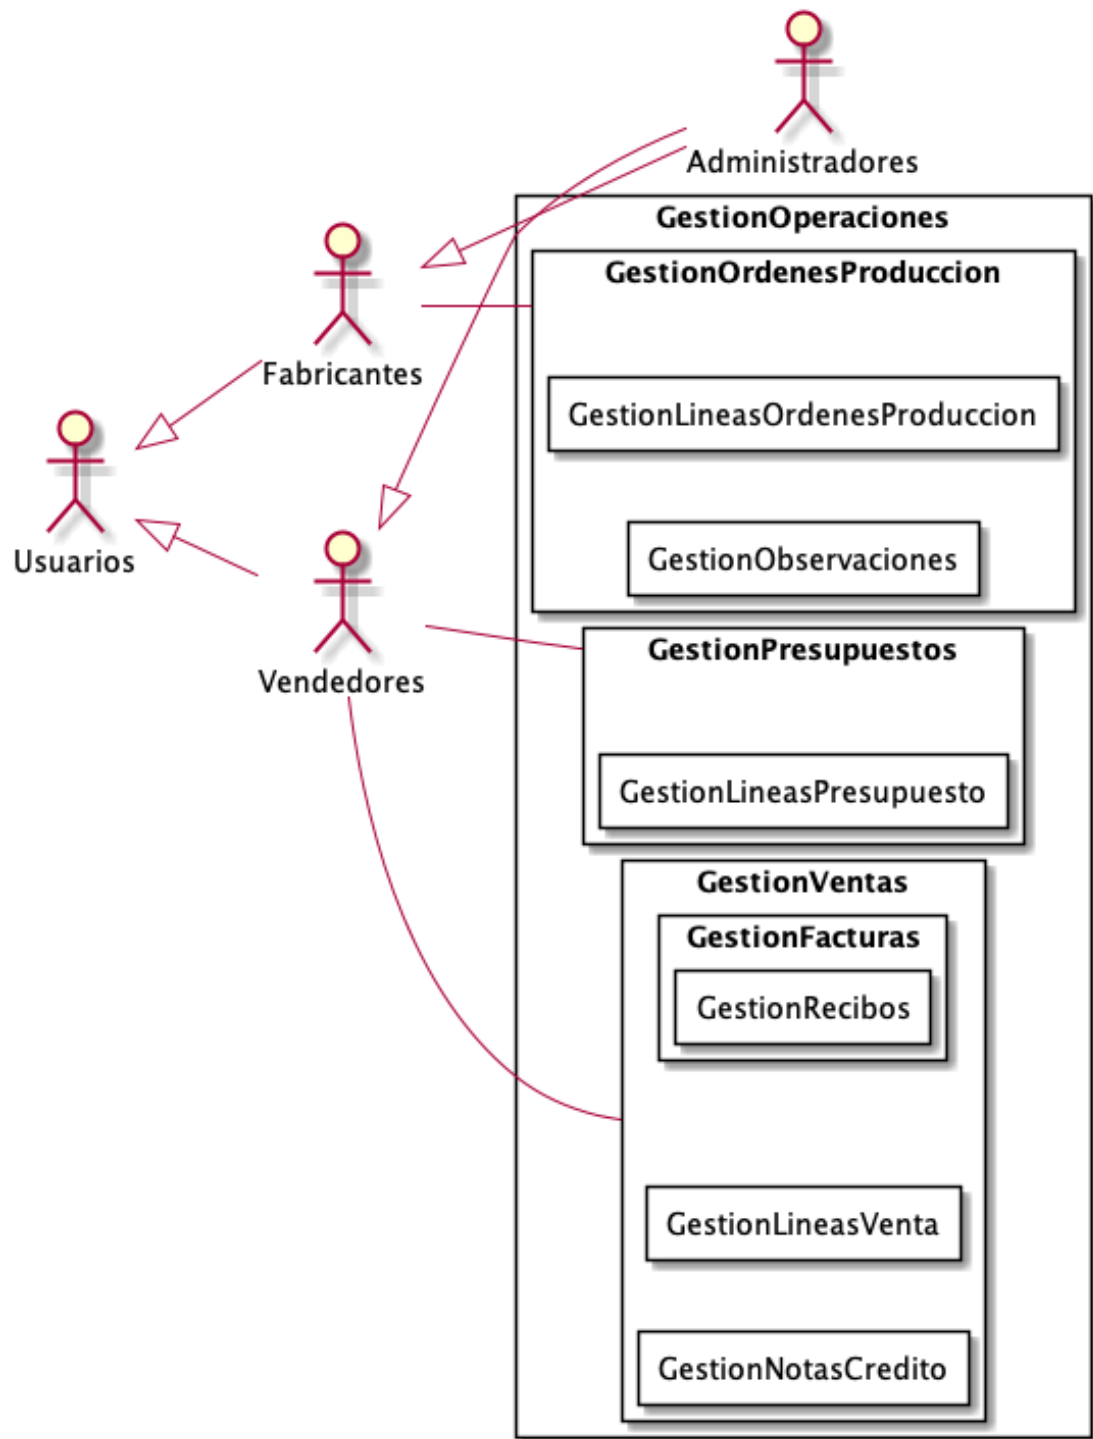 Administradores
GestionOperaciones
GestionOrdenesProduccion
Fabricantes
GestionLineasOrdenesProduccion
Usuarios
GestionObservaciones
GestionPresupuestos
Vendedores
GestionLineasPresupuesto
GestionVentas
GestionFacturas
GestionRecibos
GestionLineasVenta
GestionNotasCredito